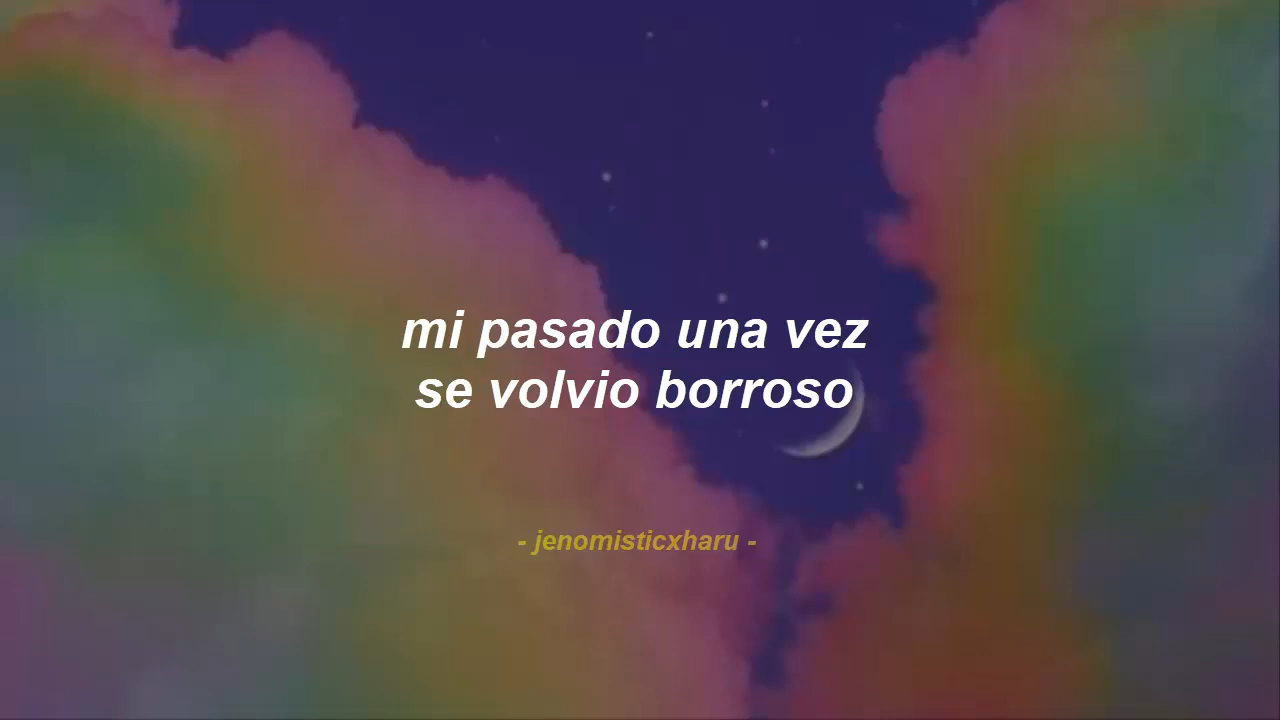 mi pasado una vez
se volvio borroso
- jenomisticxharu -